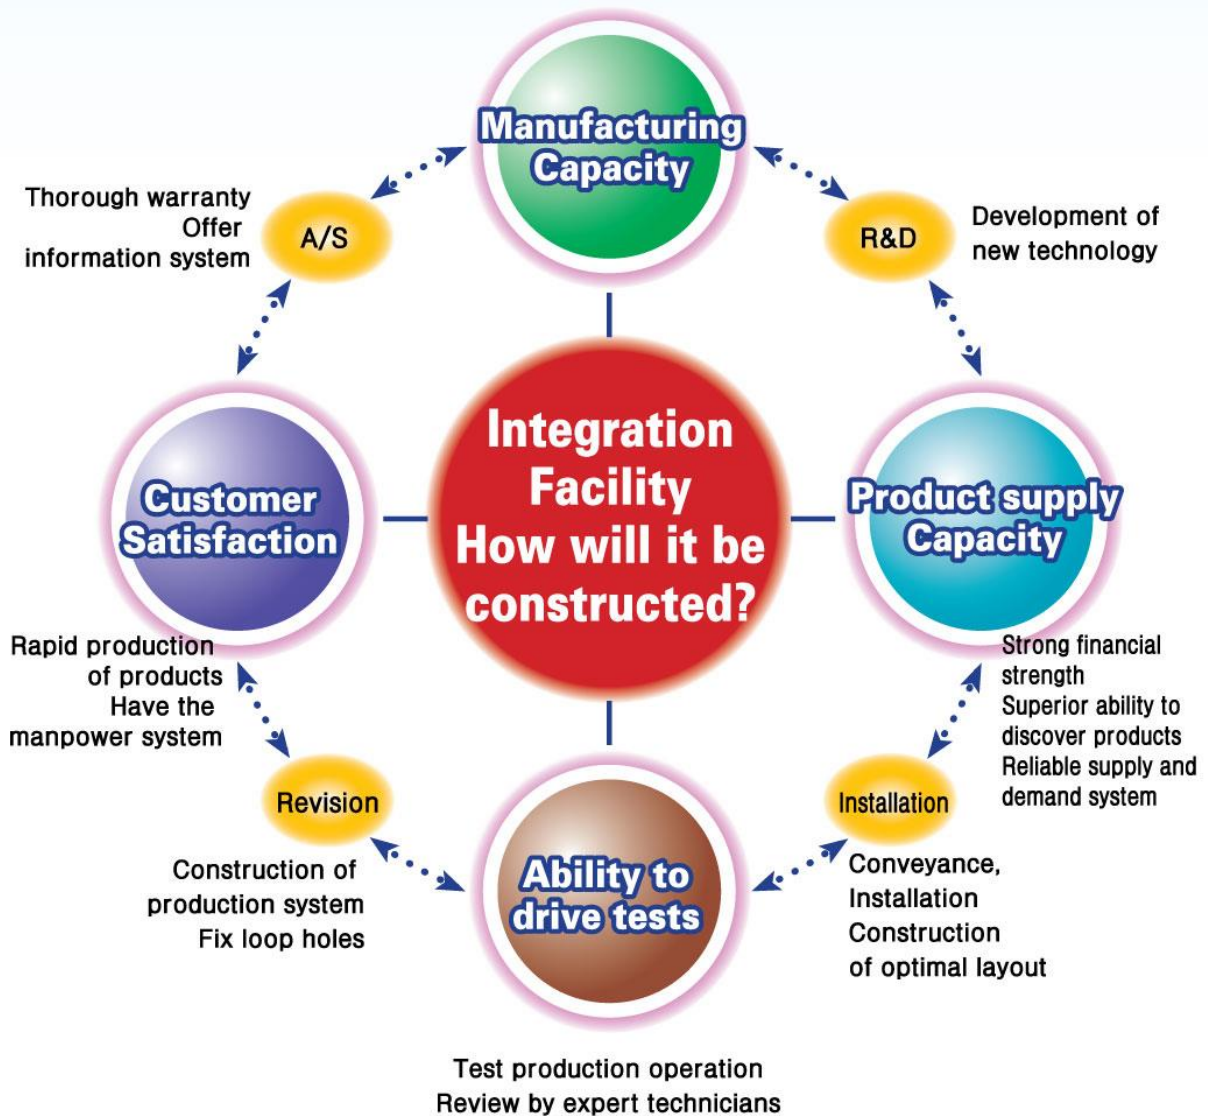 Manufacturing
Capacity
Thorough warranty
Offer
information system
A/S
R&D
Development of
new technology
Integration
Facility
How will it be
constructed?
Customer
Satisfaction
Product supply
Capacity
Rapid production
of products
Have the
manpower system
Strong financial
strength
Superior ability to
discover products
Reliable supply and
demand system
Revision
Installation
Construction of
production system
Fix loop holes
Ability to
drive tests
Conveyance,
Installation
Construction
of optimal layout
Test production operation
Review by expert technicians